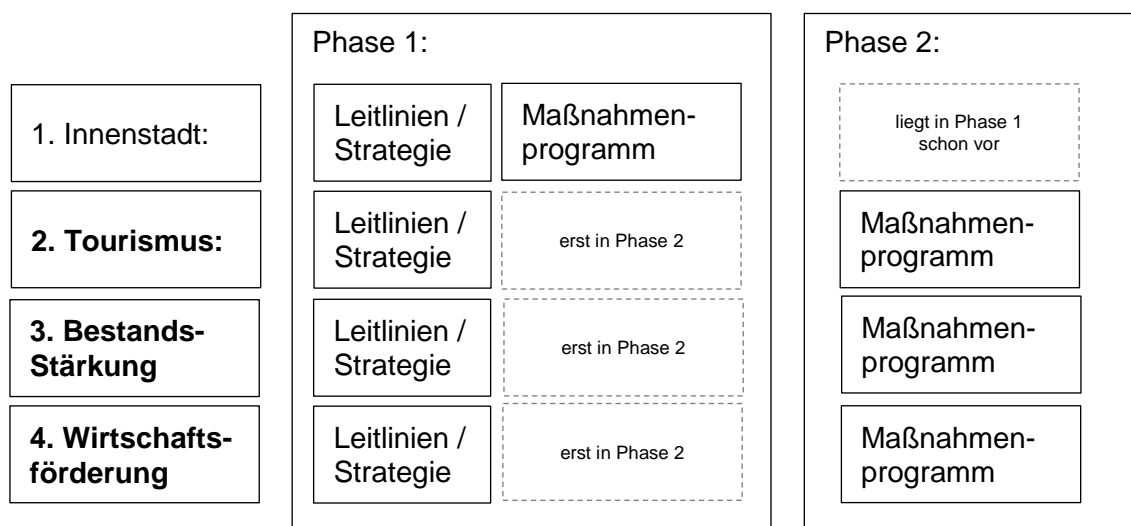 Phase 1:
Phase 2:
1. Innenstadt:
Leitlinien /
Strategie
Maßnahmen-
programm
liegt in Phase 1
schon vor
2. Tourismus:
Leitlinien /
Strategie
erst in Phase 2
Maßnahmen-
programm
3. Bestands-
Stärkung
Leitlinien /
Strategie
erst in Phase 2
Maßnahmen-
programm
4. Wirtschafts-
förderung
Leitlinien /
Strategie
erst in Phase 2
Maßnahmen-
programm